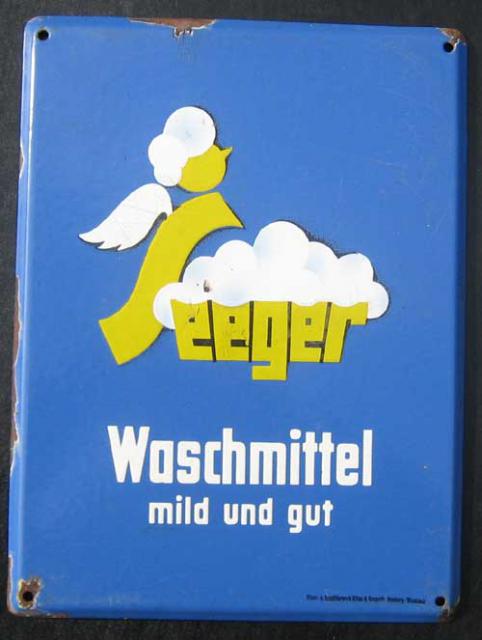 Seeger
Waschmittel
mild und gut